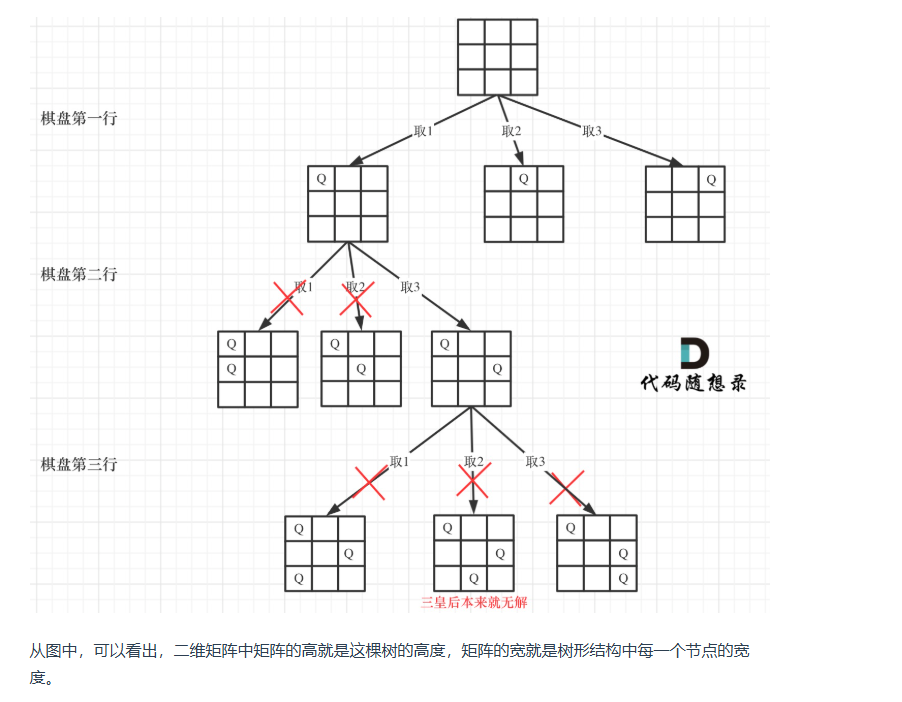 棋盘第一行
取1
取2
取3
Q
Q
Q
棋盘第二行
取1
取2
取3
Q
Q
Q
Q
Q
Q
D
代码随想录
棋盘第三行
取1
取2
取3
Q
Q
Q
Q
Q
Q
Q
Q
Q
三皇后本来就无解
从图中，可以看出，二维矩阵中矩阵的高就是这棵树的高度，矩阵的宽就是树形结构中每一个节点的宽
度。